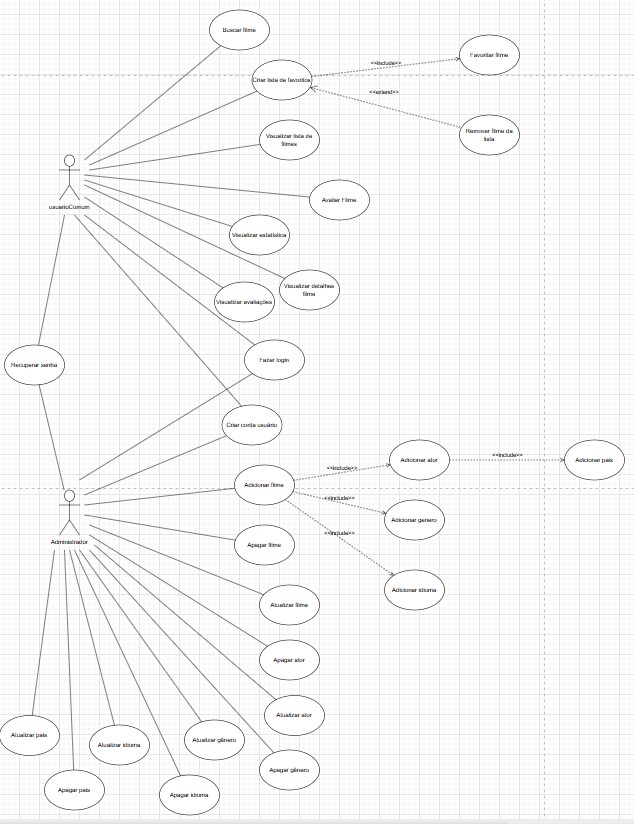 Buscar filme
<<include>>
Favoritar filme
Criar lista de favoritos
<<extend>>
Remover filme da
lista
Visualizar lista de
filmes
usuarioComum
Avaliar Filme
Visualizar estatística
Visualizar detalhes
filme
Visualizar avaliações
Recuperar senha
Fazer login
Criar conta usuário
Adicionar filme
<<include>>
Adicionar ator
<<include>>
Adicionar pais
<<include>>
Adicionar genero
<<include>>
Administrador
Apagar filme
Adicionar idioma
Atualizar filme
Apagar ator
Atualizar ator
Atualizar pais
Atualizar idioma
Atualizar gênero
Apagar gênero
Apagar pais
Apagar idioma